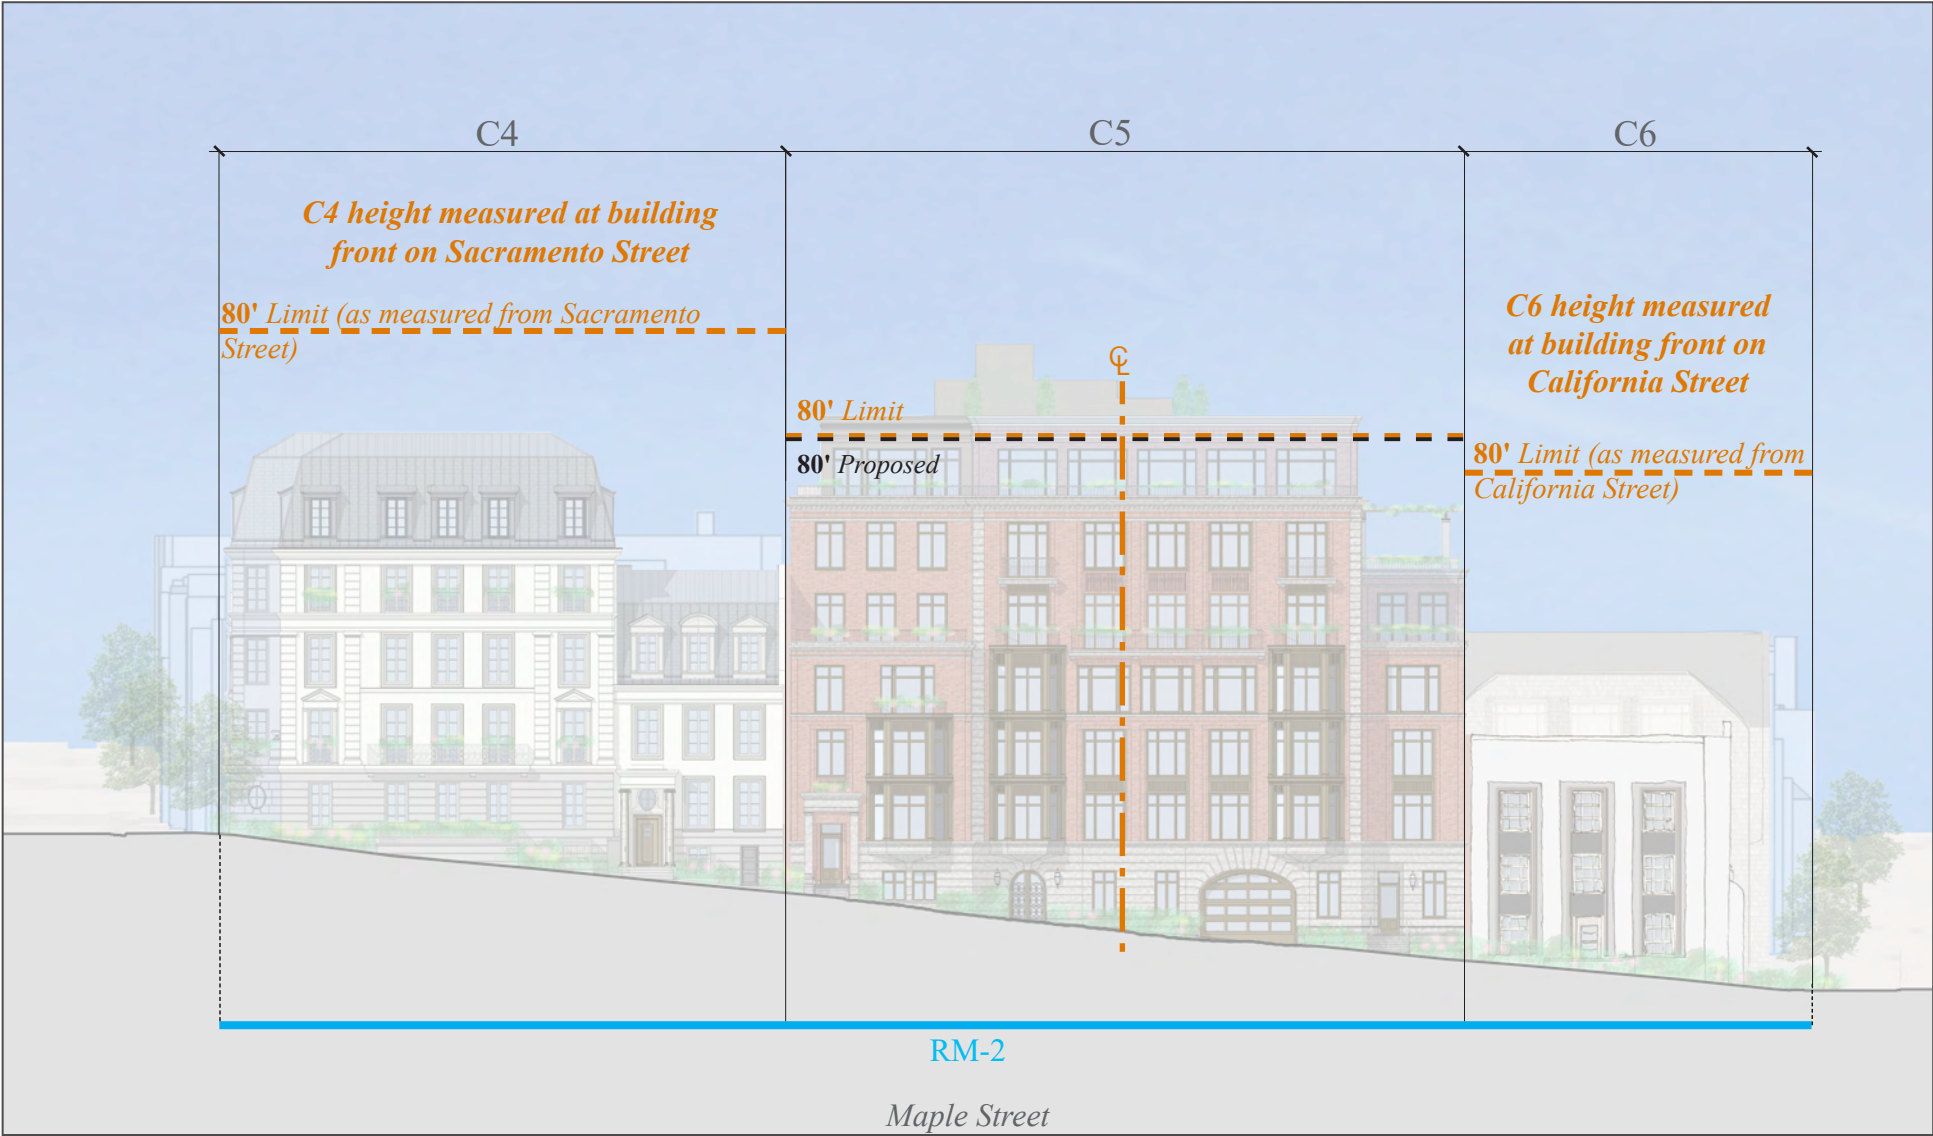 C4
C5
C6
C4 height measured at building
front on Sacramento Street
80' Limit (as measured from Sacramento
Street)
C6 height measured
at building front on
California Street
℄
80' Limit
80' Proposed
80' Limit (as measured from
California Street)
RM-2
Maple Street